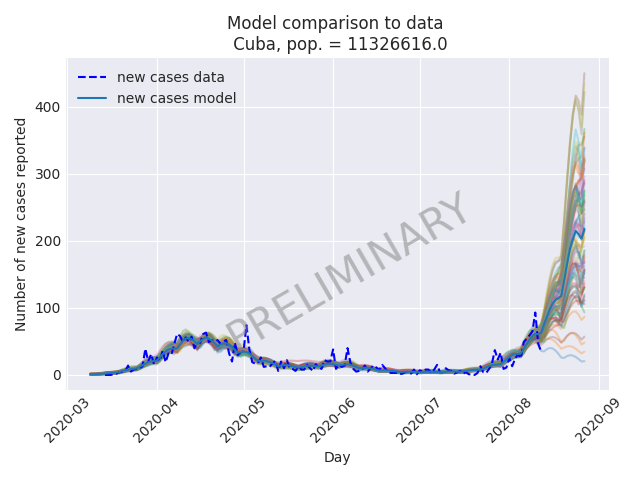 Model comparison to data
Cuba, pop. = 11326616.0
new cases data
new cases model
Number of new cases reported
400
300
200
100
0
PRELIMINARY
2020-03
2020-04
2020-05
2020-06
2020-07
2020-08
2020-09
Day